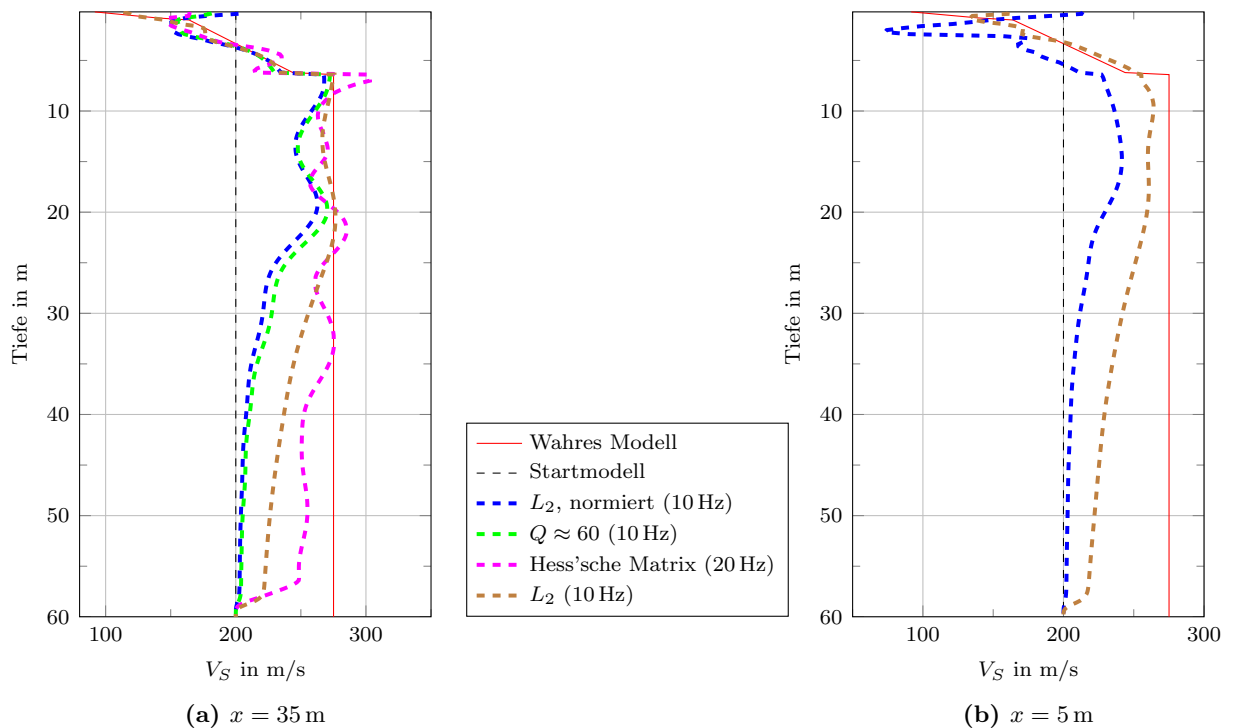 10
20
30
40
50
60
100
200
300
Tiefe in m
V_S in m/s
(a) x = 35 m
Wahres Modell
Startmodell
L_2, normiert (10 Hz)
Q ≈ 60 (10 Hz)
Hess'sche Matrix (20 Hz)
L_2 (10 Hz)
10
20
30
40
50
60
100
200
300
Tiefe in m
V_S in m/s
(b) x = 5 m